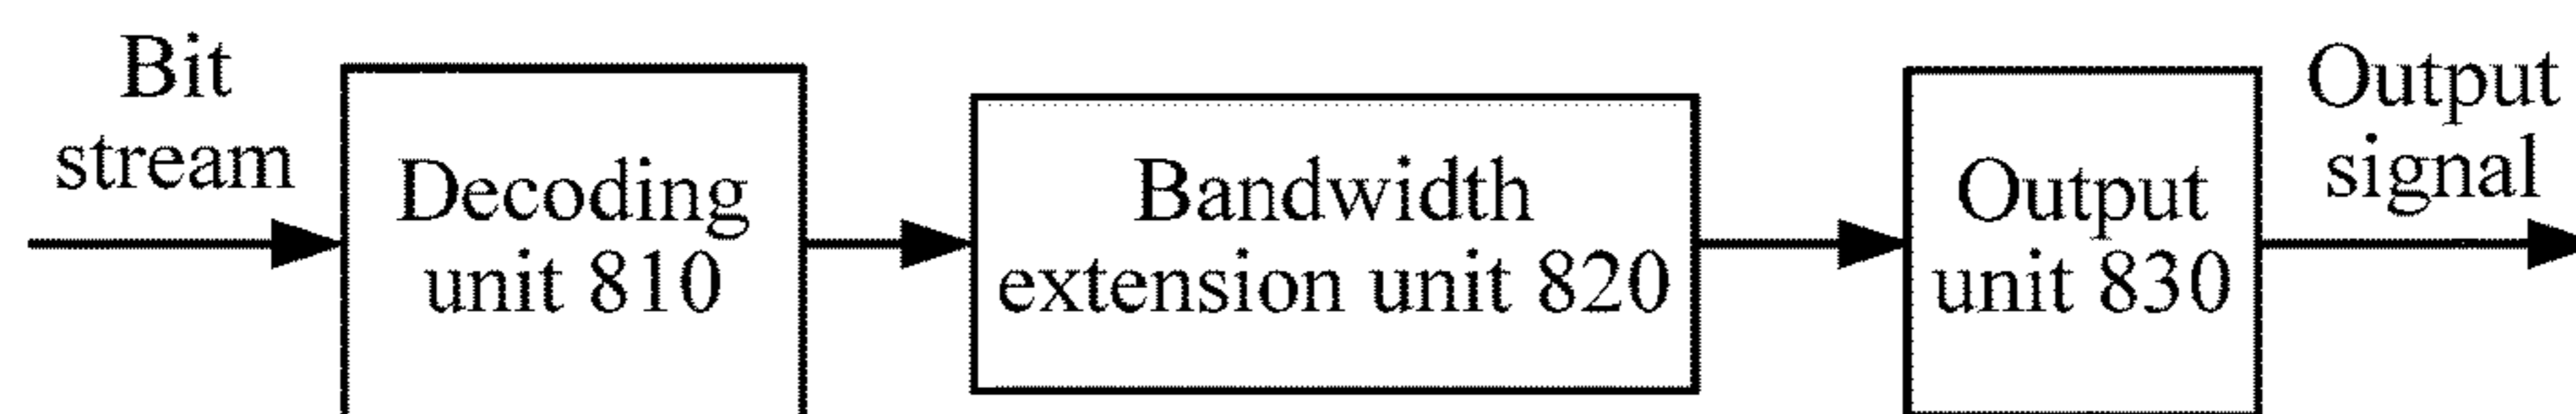 Bit
stream
Decoding
unit 810
Bandwidth
extension unit 820
Output
unit 830
Output
signal